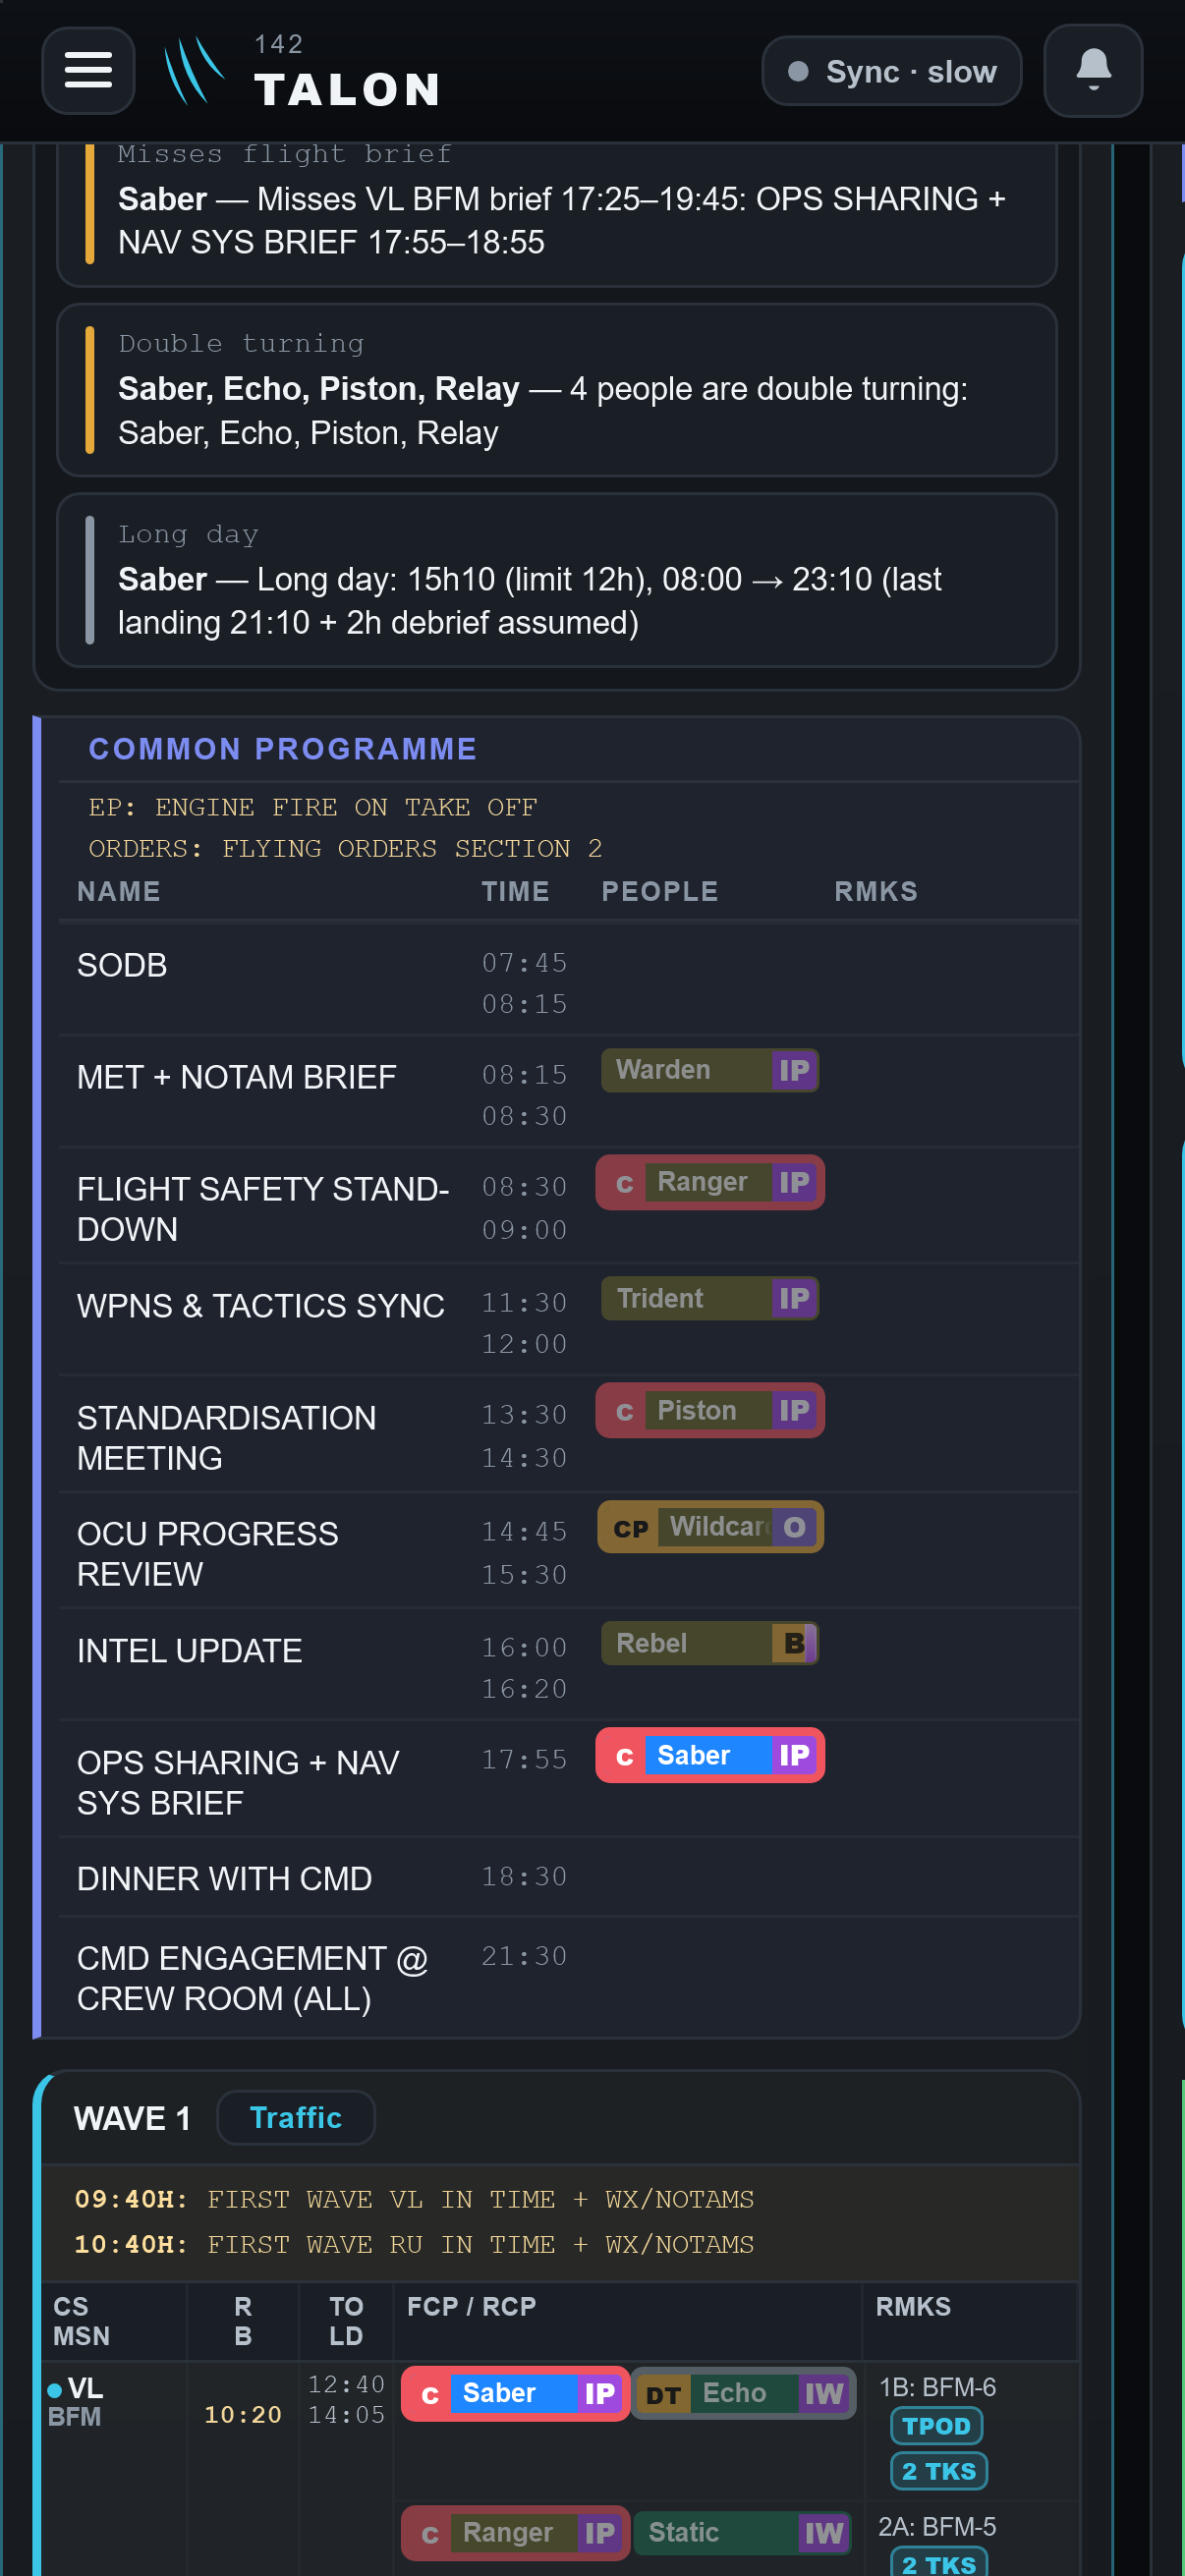 142
TALON
Sync · slow
Misses flight brief
Saber — Misses VL BFM brief 17:25–19:45: OPS SHARING +
NAV SYS BRIEF 17:55–18:55
Double turning
Saber, Echo, Piston, Relay — 4 people are double turning:
Saber, Echo, Piston, Relay
Long day
Saber — Long day: 15h10 (limit 12h), 08:00 → 23:10 (last
landing 21:10 + 2h debrief assumed)
COMMON PROGRAMME
EP: ENGINE FIRE ON TAKE OFF
ORDERS: FLYING ORDERS SECTION 2
NAME TIME PEOPLE RMKS
SODB 07:45
08:15
MET + NOTAM BRIEF 08:15 Warden IP
08:30
FLIGHT SAFETY STAND- 08:30 C Ranger IP
DOWN 09:00
WPNS & TACTICS SYNC 11:30 Trident IP
12:00
STANDARDISATION 13:30 C Piston IP
MEETING 14:30
OCU PROGRESS 14:45 CP Wildcard O
REVIEW 15:30
INTEL UPDATE 16:00 Rebel B
16:20
OPS SHARING + NAV 17:55 C Saber IP
SYS BRIEF
DINNER WITH CMD 18:30
CMD ENGAGEMENT @ 21:30
CREW ROOM (ALL)
WAVE 1 Traffic
09:40H: FIRST WAVE VL IN TIME + WX/NOTAMS
10:40H: FIRST WAVE RU IN TIME + WX/NOTAMS
CS R TO FCP / RCP RMKS
MSN B LD
VL 12:40 C Saber IP DT Echo IW 1B: BFM-6
BFM 10:20 14:05 TPOD
2 TKS
C Ranger IP Static IW 2A: BFM-5
2 TKS